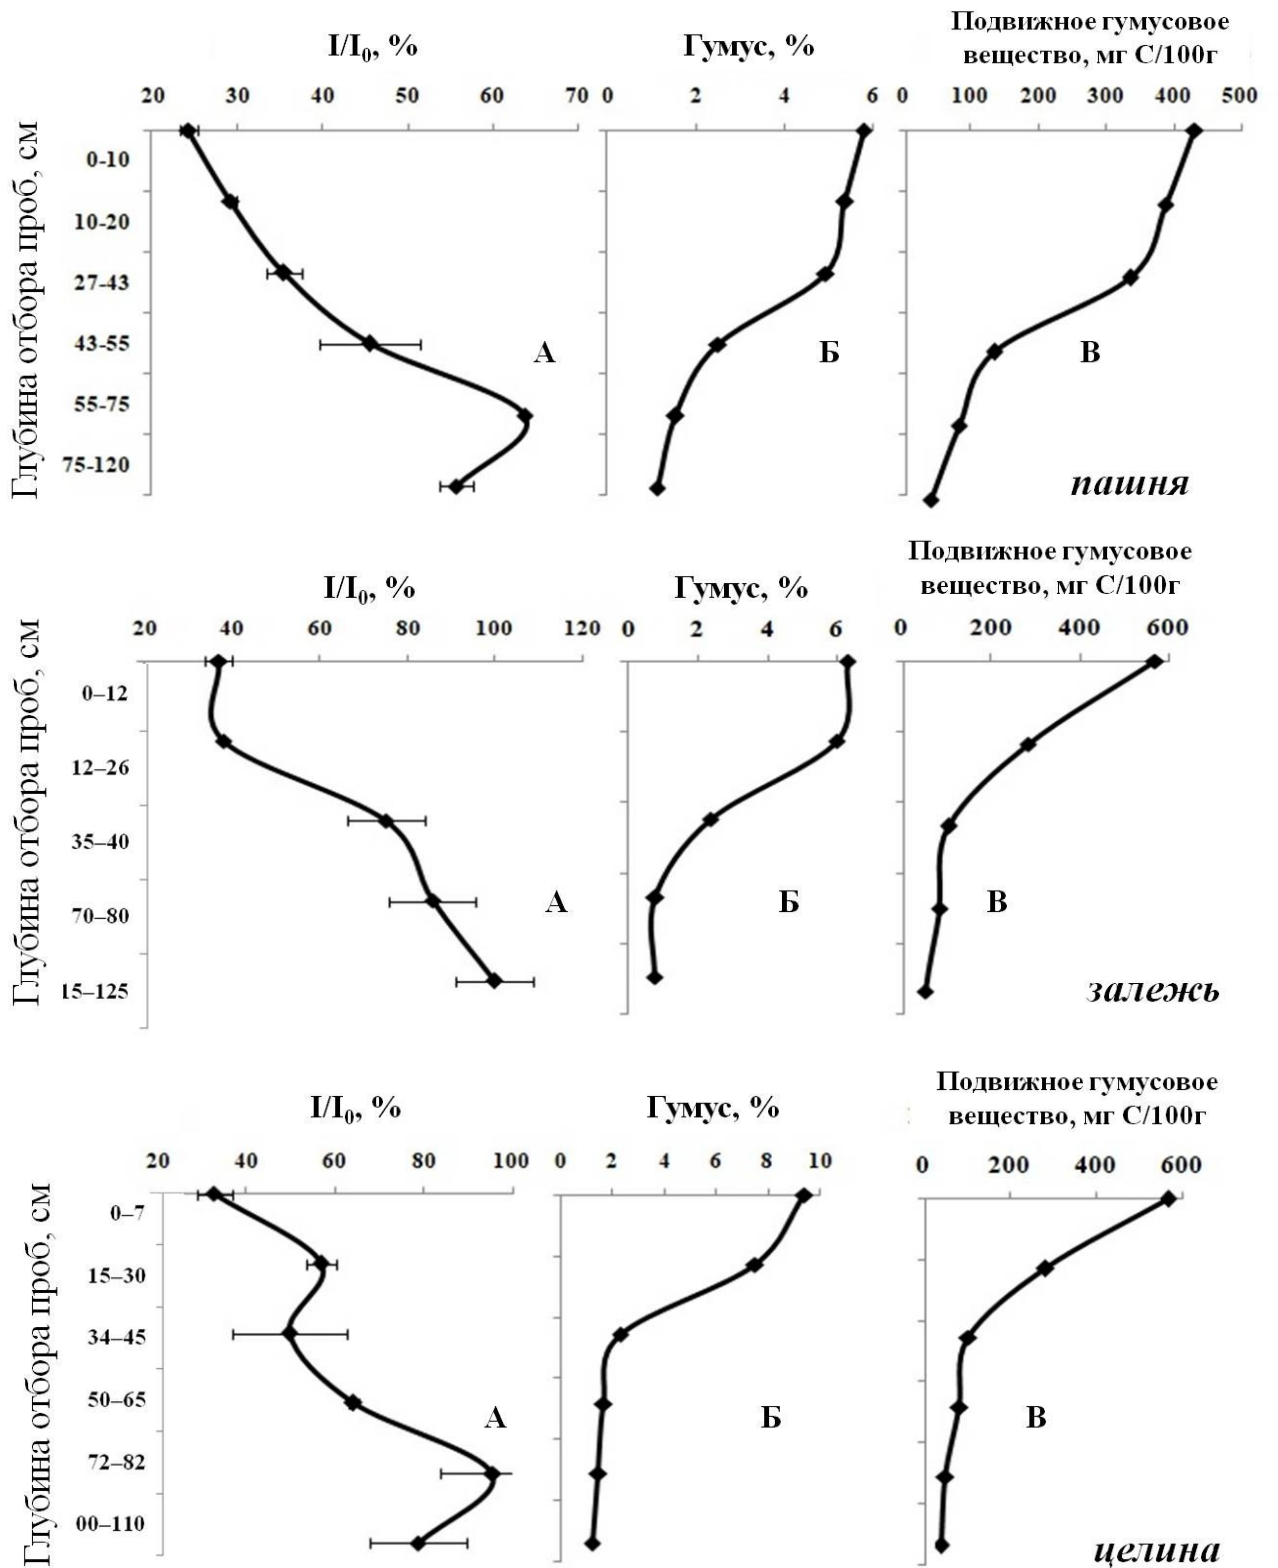 I/I₀, %
Гумус, %
Подвижное гумусовое
вещество, мг С/100г
20 30 40 50 60 70
0 2 4 6
0 100 200 300 400 500
Глубина отбора проб, см
0-10
10-20
27-43
43-55
55-75
75-120
А
Б
В
пашня
I/I₀, %
Гумус, %
Подвижное гумусовое
вещество, мг С/100г
20 40 60 80 100 120
0 2 4 6
0 200 400 600
Глубина отбора проб, см
0–12
12–26
35–40
70–80
15–125
А
Б
В
залежь
I/I₀, %
Гумус, %
Подвижное гумусовое
вещество, мг С/100г
20 40 60 80 100
0 2 4 6 8 10
0 200 400 600
Глубина отбора проб, см
0–7
15–30
34–45
50–65
72–82
00–110
А
Б
В
целина